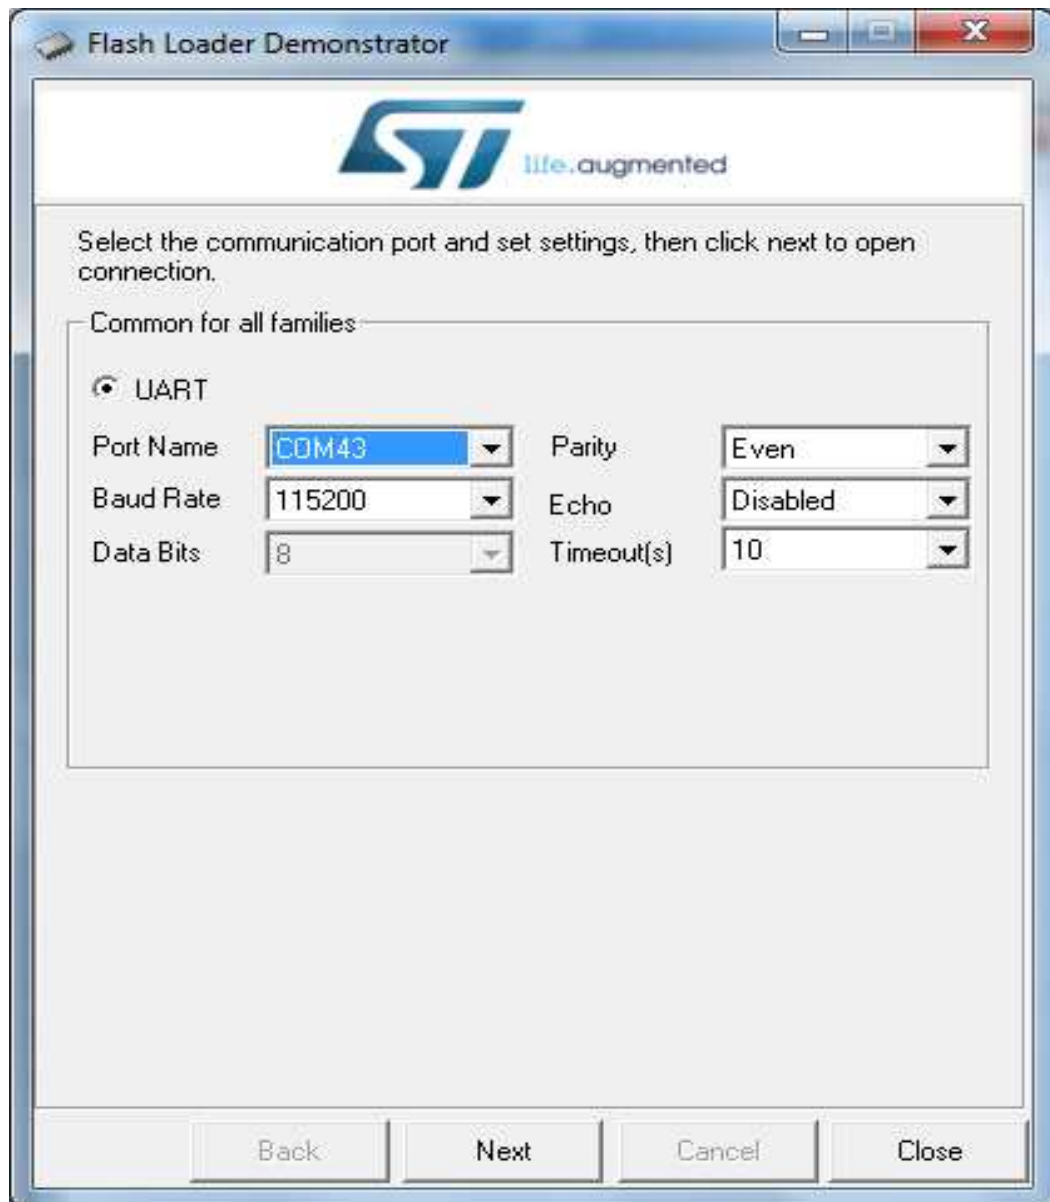 Flash Loader Demonstrator
ST
life.augmented
Select the communication port and set settings, then click next to open
connection.
Common for all families
UART
Port Name COM43 Parity Even
Baud Rate 115200 Echo Disabled
Data Bits 8 Timeout(s) 10
Back Next Cancel Close